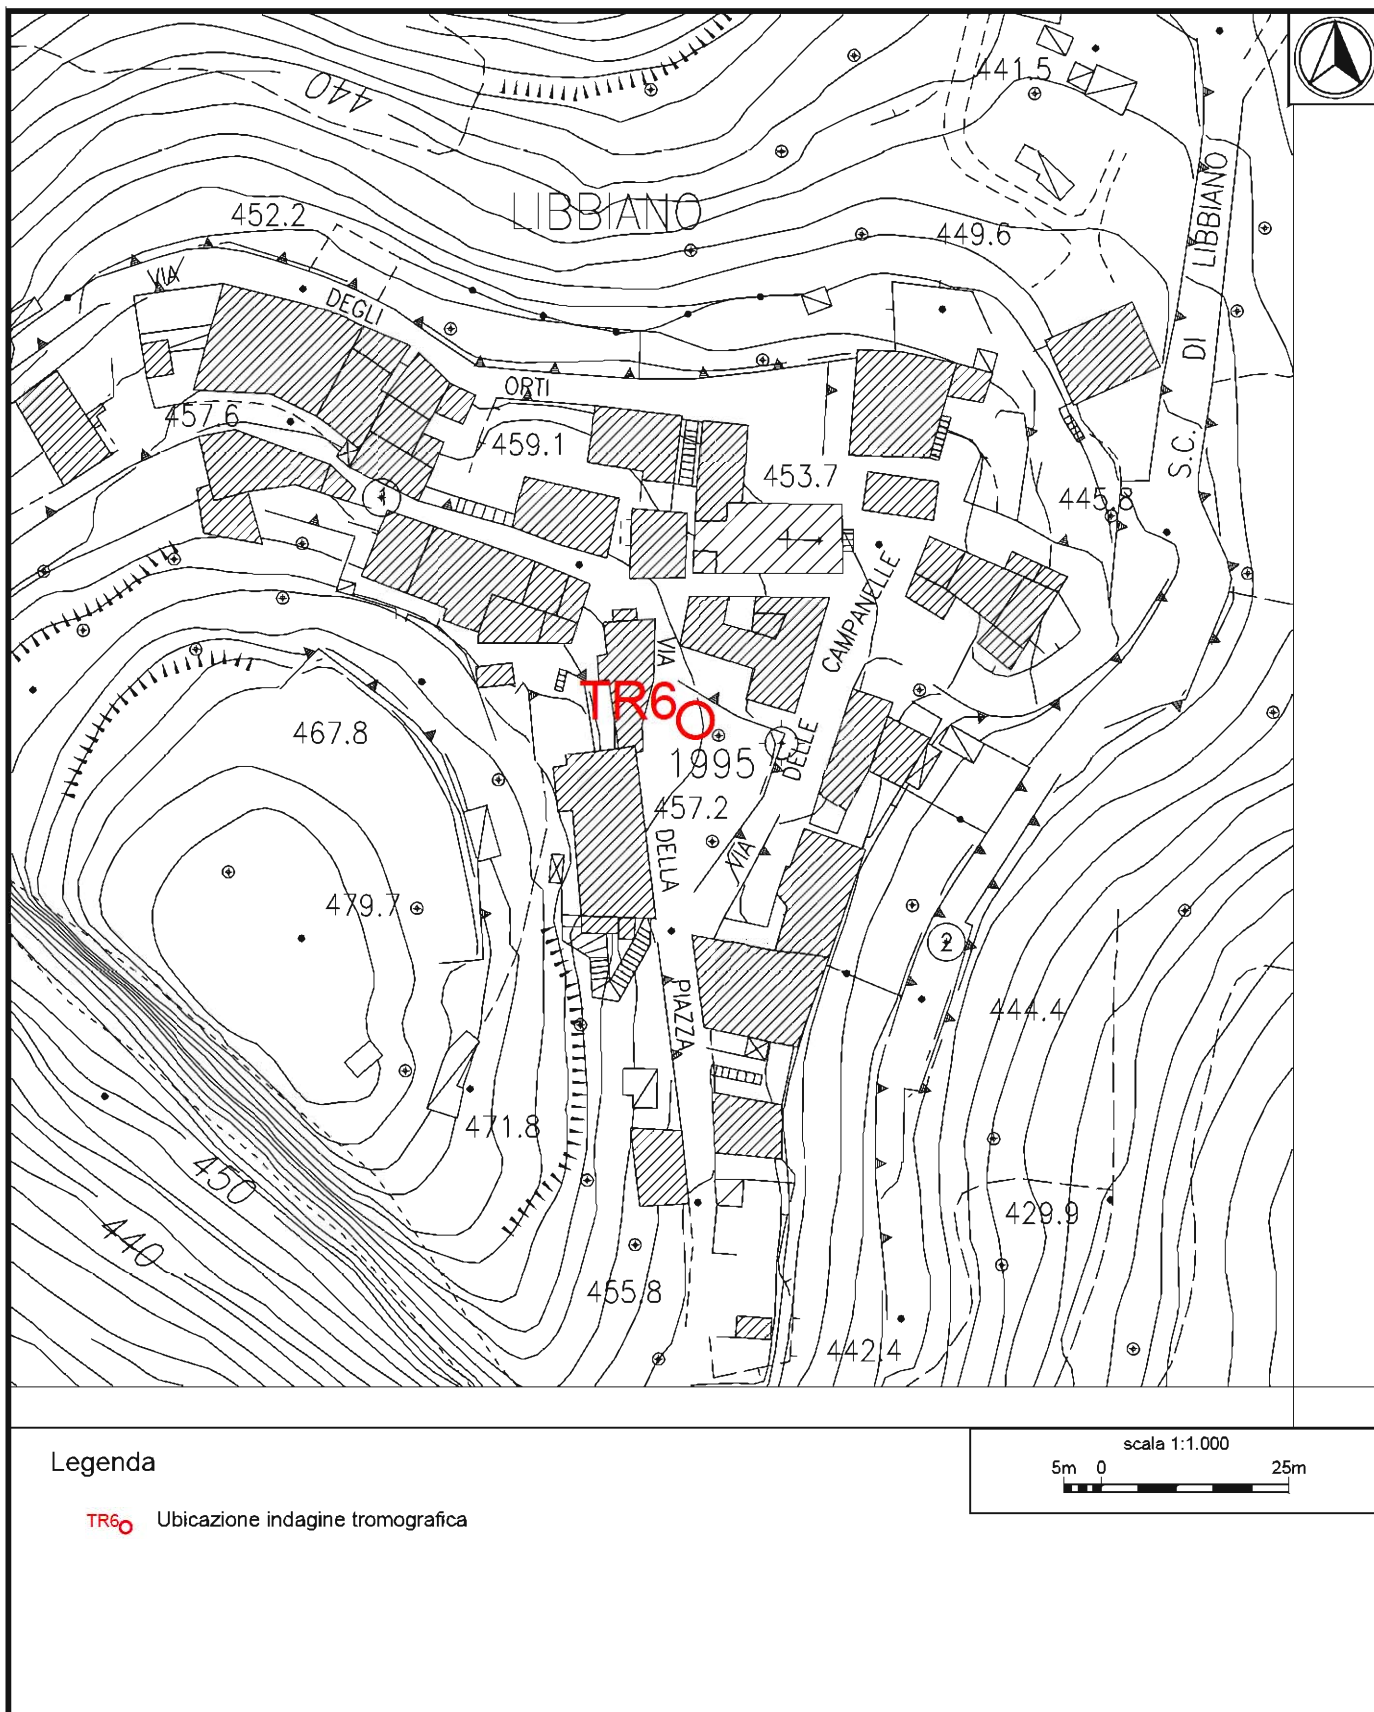 441.5
440
LIBBIANO
452.2
449.6
VIA
DEGLI
ORTI
S.C. DI LIBBIANO
457.6
459.1
453.7
445.8
1
VIA
DELLA
PIAZZA
VIA
DELLE
CAMPANELLE
TR6
467.8
1995
457.2
479.7
2
444.4
471.8
450
440
429.9
455.8
442.4
Legenda
TR6 Ubicazione indagine tromografica
scala 1:1.000
5m 0 25m